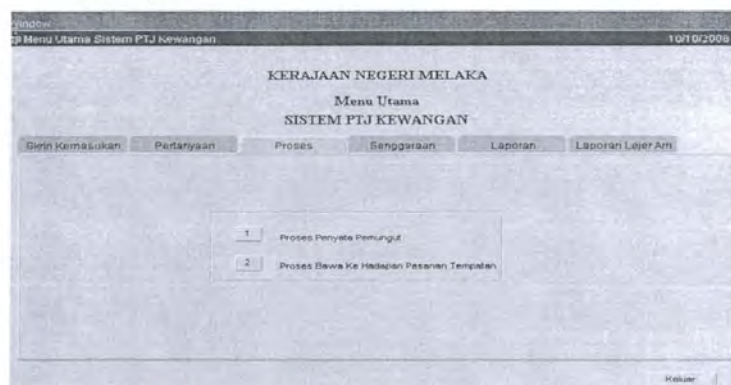 Window
Menu Utama Sistem PTJ Kewangan 10/10/2008
KERAJAAN NEGERI MELAKA
Menu Utama
SISTEM PTJ KEWANGAN
Skrin Kemasukan Pertanyaan Proses Senggaraan Laporan Laporan Lejer Am
1 Proses Penyata Pemungut
2 Proses Bawa Ke Hadapan Pesanan Tempatan
Keluar